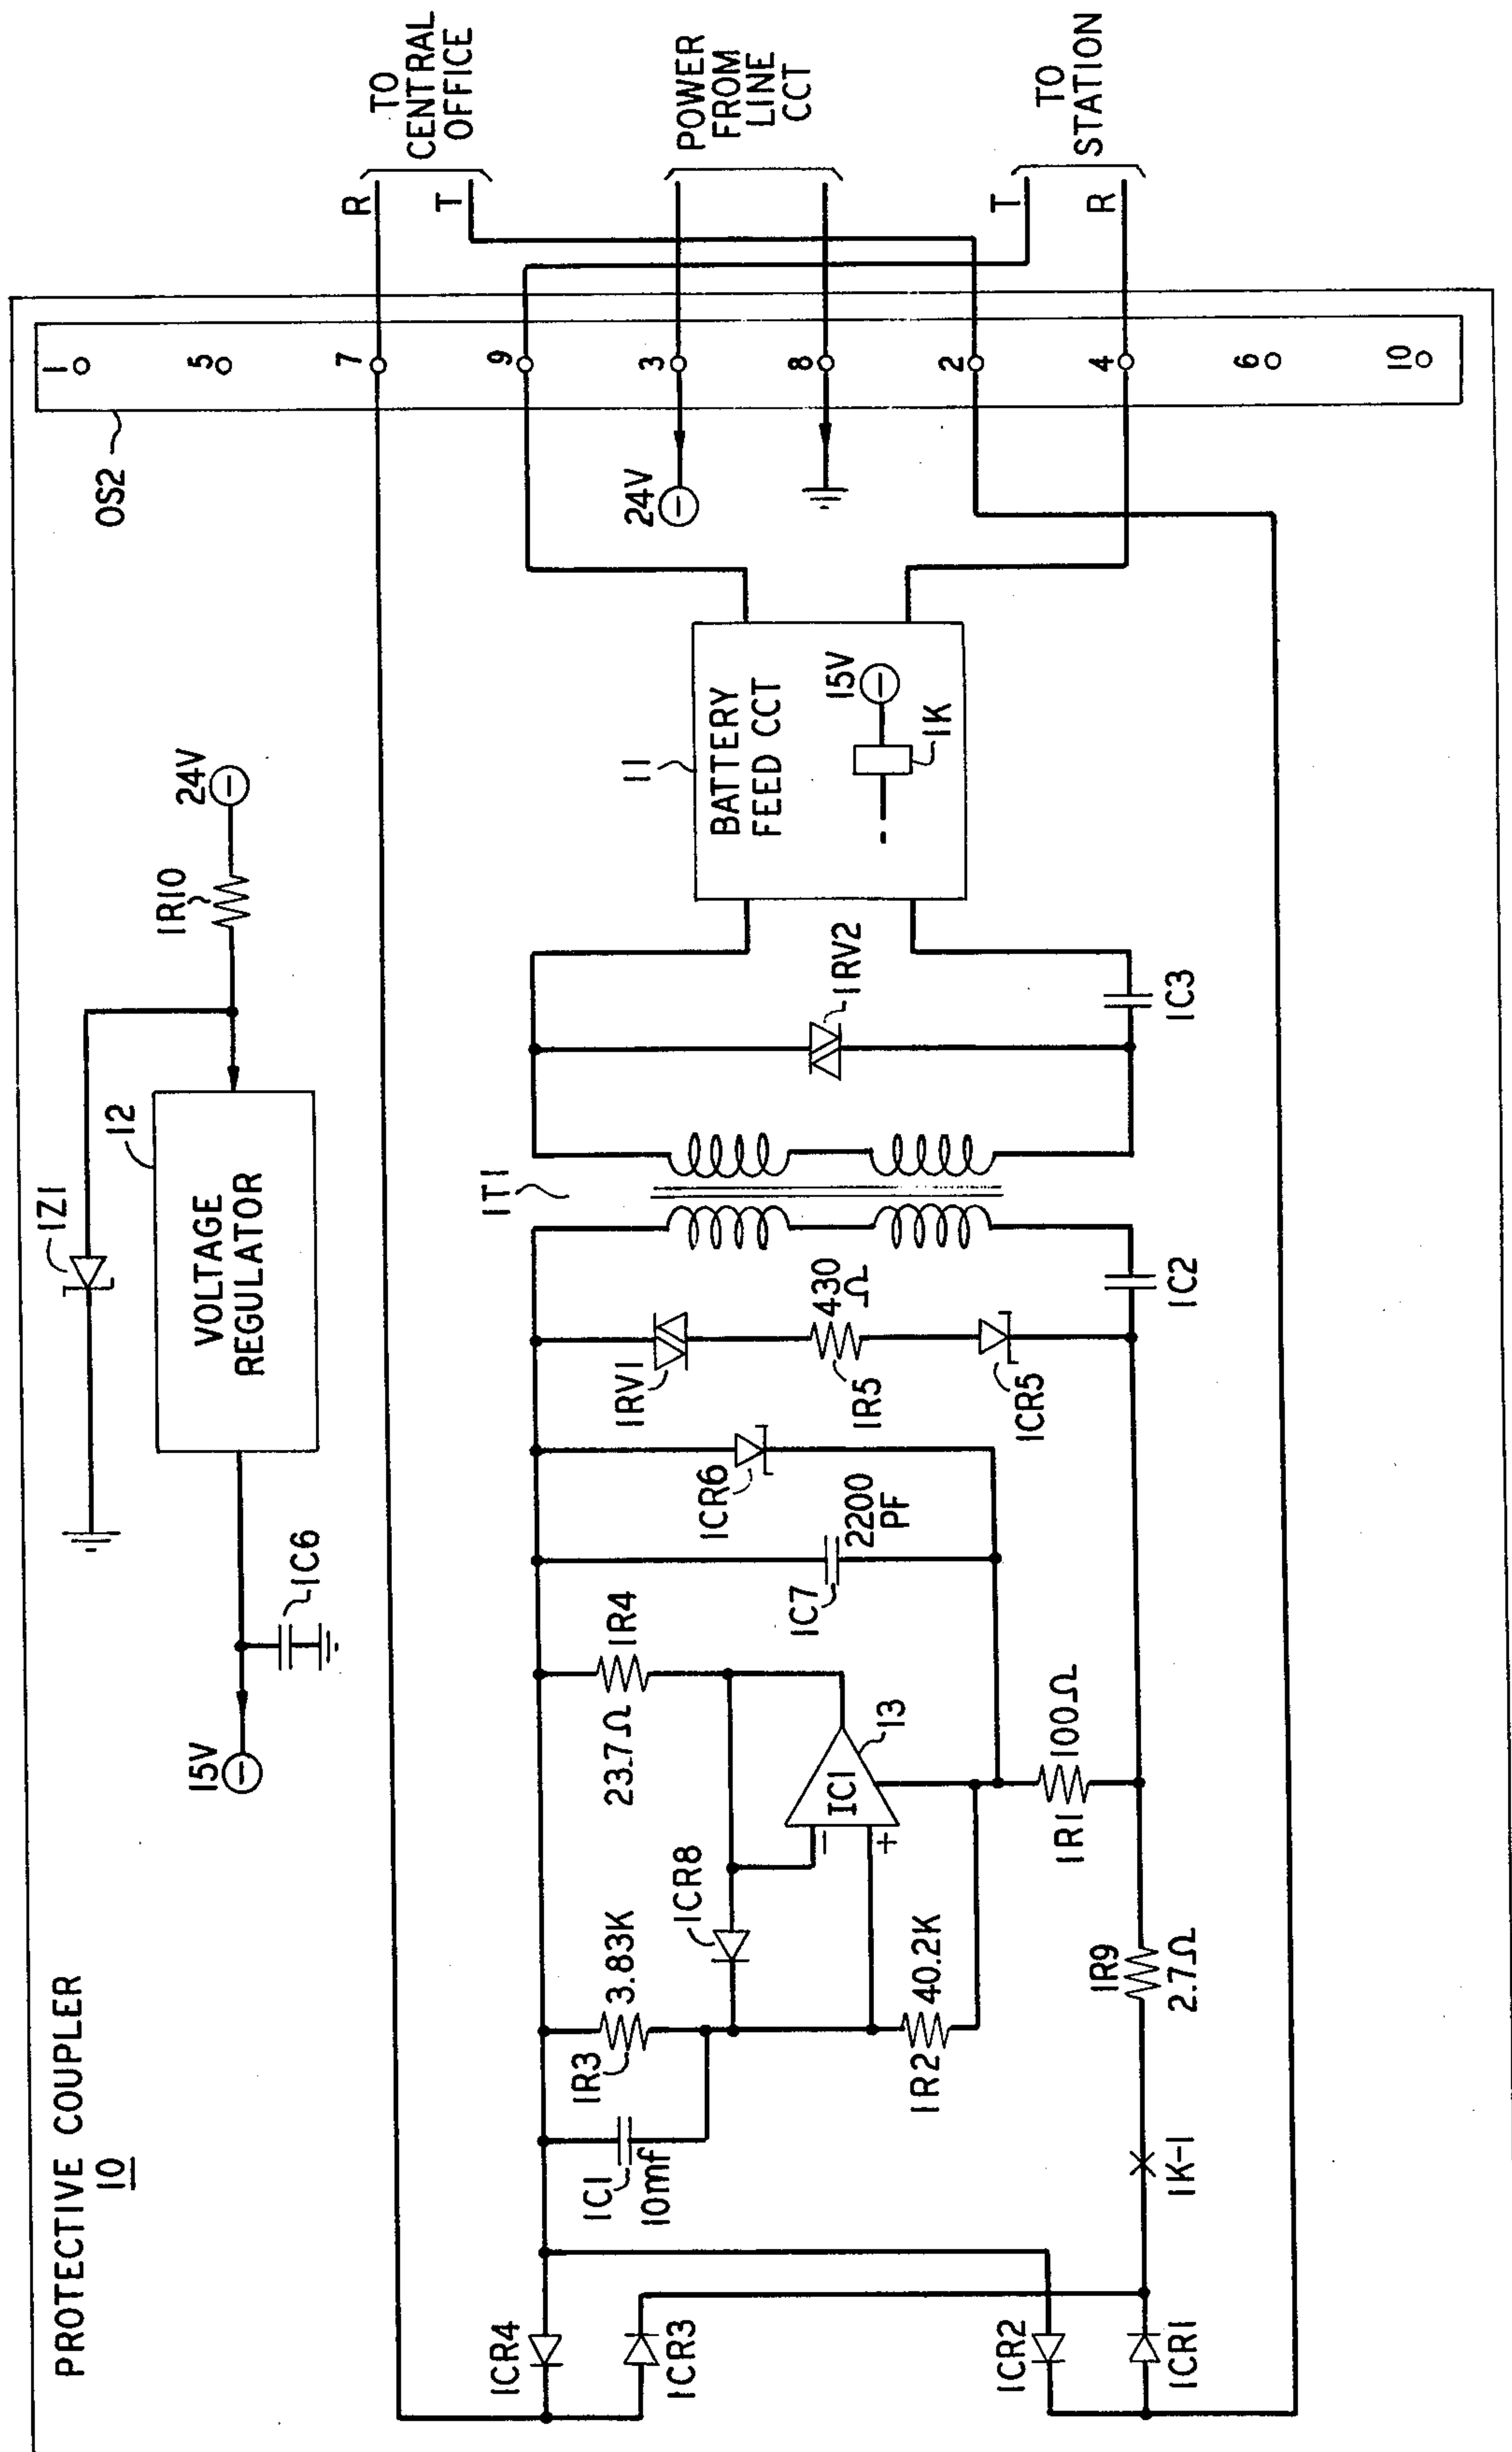 PROTECTIVE COUPLER
10
15V
1C6
VOLTAGE
REGULATOR
12
1Z1
1R10
24V
OS2
1
5
7
9
3
8
2
4
6
10
R
T
TO
CENTRAL
OFFICE
POWER
FROM
LINE
CCT
T
R
TO
STATION
24V
1CR4
1CR3
1CR2
1CR1
1C1
10mf
1R3
3.83K
1CR8
23.7Ω
1R4
IC1
13
−
+
1R2
40.2K
1R1
100Ω
1K-1
1R9
2.7Ω
1C7
2200
PF
1CR6
1RV1
1R5
430
Ω
1CR5
1C2
1T1
1RV2
1C3
11
BATTERY
FEED CCT
15V
1K